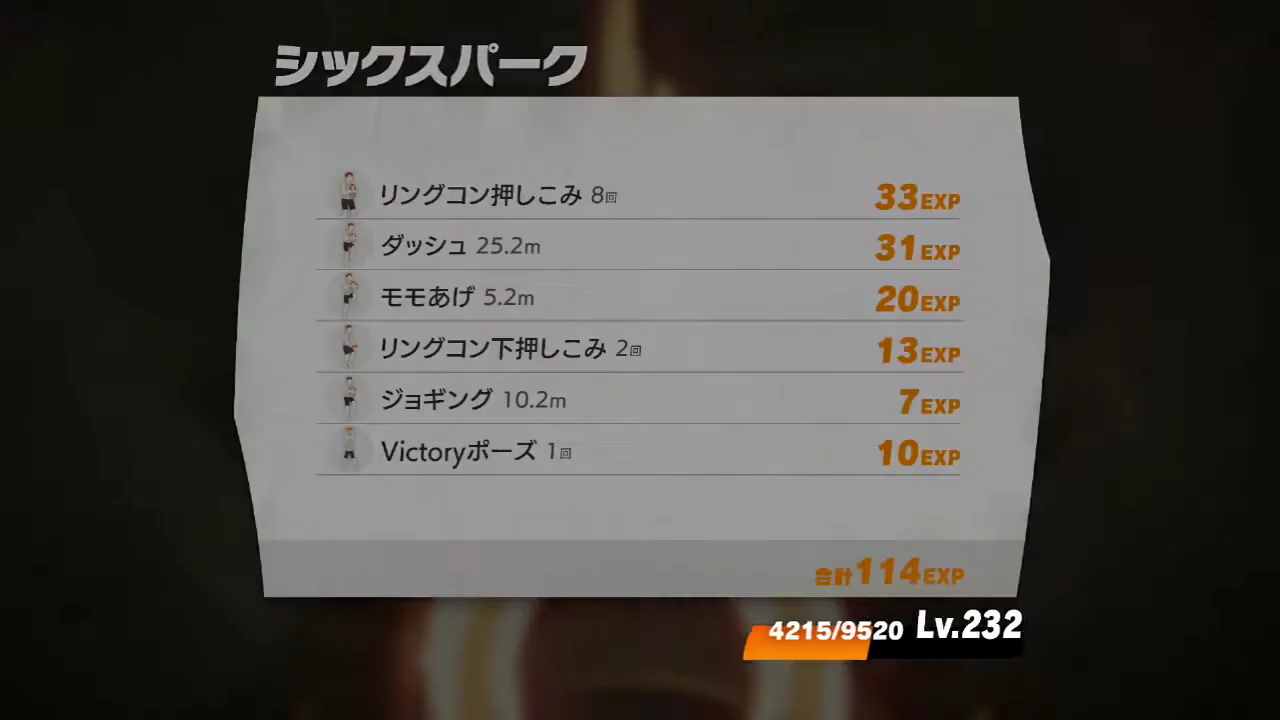 シックスパーク
リングコン押しこみ 8回 33EXP
ダッシュ 25.2m 31EXP
モモあげ 5.2m 20EXP
リングコン下押しこみ 2回 13EXP
ジョギング 10.2m 7EXP
Victoryポーズ 1回 10EXP
合計114EXP
4215/9520 Lv.232